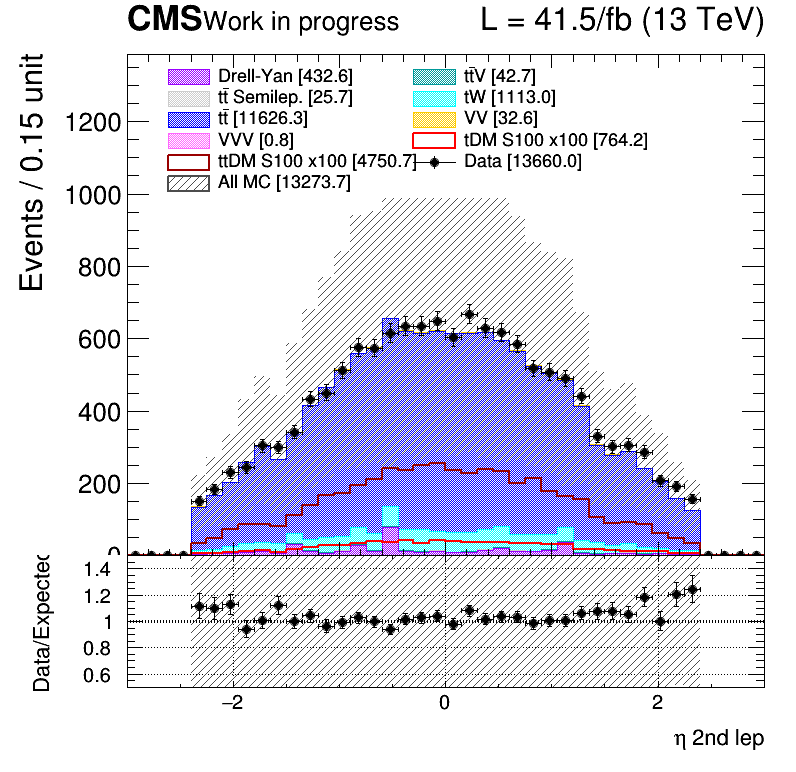 CMS Work in progress L = 41.5/fb (13 TeV)
Drell-Yan [432.6] tt̄V [42.7]
tt̄ Semilep. [25.7] tW [1113.0]
tt̄ [11626.3] VV [32.6]
VVV [0.8] tDM S100 x100 [764.2]
ttDM S100 x100 [4750.7] Data [13660.0]
All MC [13273.7]
Events / 0.15 unit
1200
1000
800
600
400
200
0
Data/Expected
1.4
1.2
1
0.8
0.6
−2 0 2
η 2nd lep